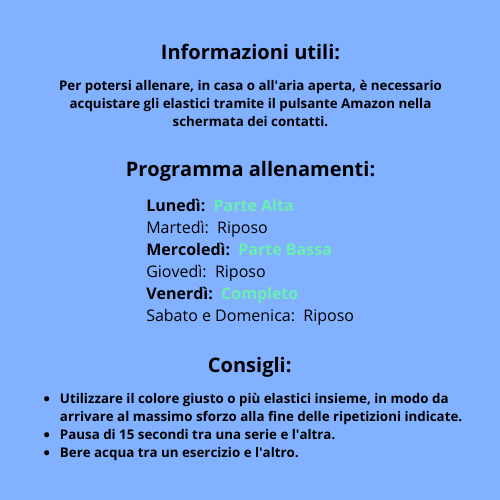 Informazioni utili:
Per potersi allenare, in casa o all'aria aperta, è necessario
acquistare gli elastici tramite il pulsante Amazon nella
schermata dei contatti.
Programma allenamenti:
Lunedì: Parte Alta
Martedì: Riposo
Mercoledì: Parte Bassa
Giovedì: Riposo
Venerdì: Completo
Sabato e Domenica: Riposo
Consigli:
• Utilizzare il colore giusto o più elastici insieme, in modo da
arrivare al massimo sforzo alla fine delle ripetizioni indicate.
• Pausa di 15 secondi tra una serie e l'altra.
• Bere acqua tra un esercizio e l'altro.